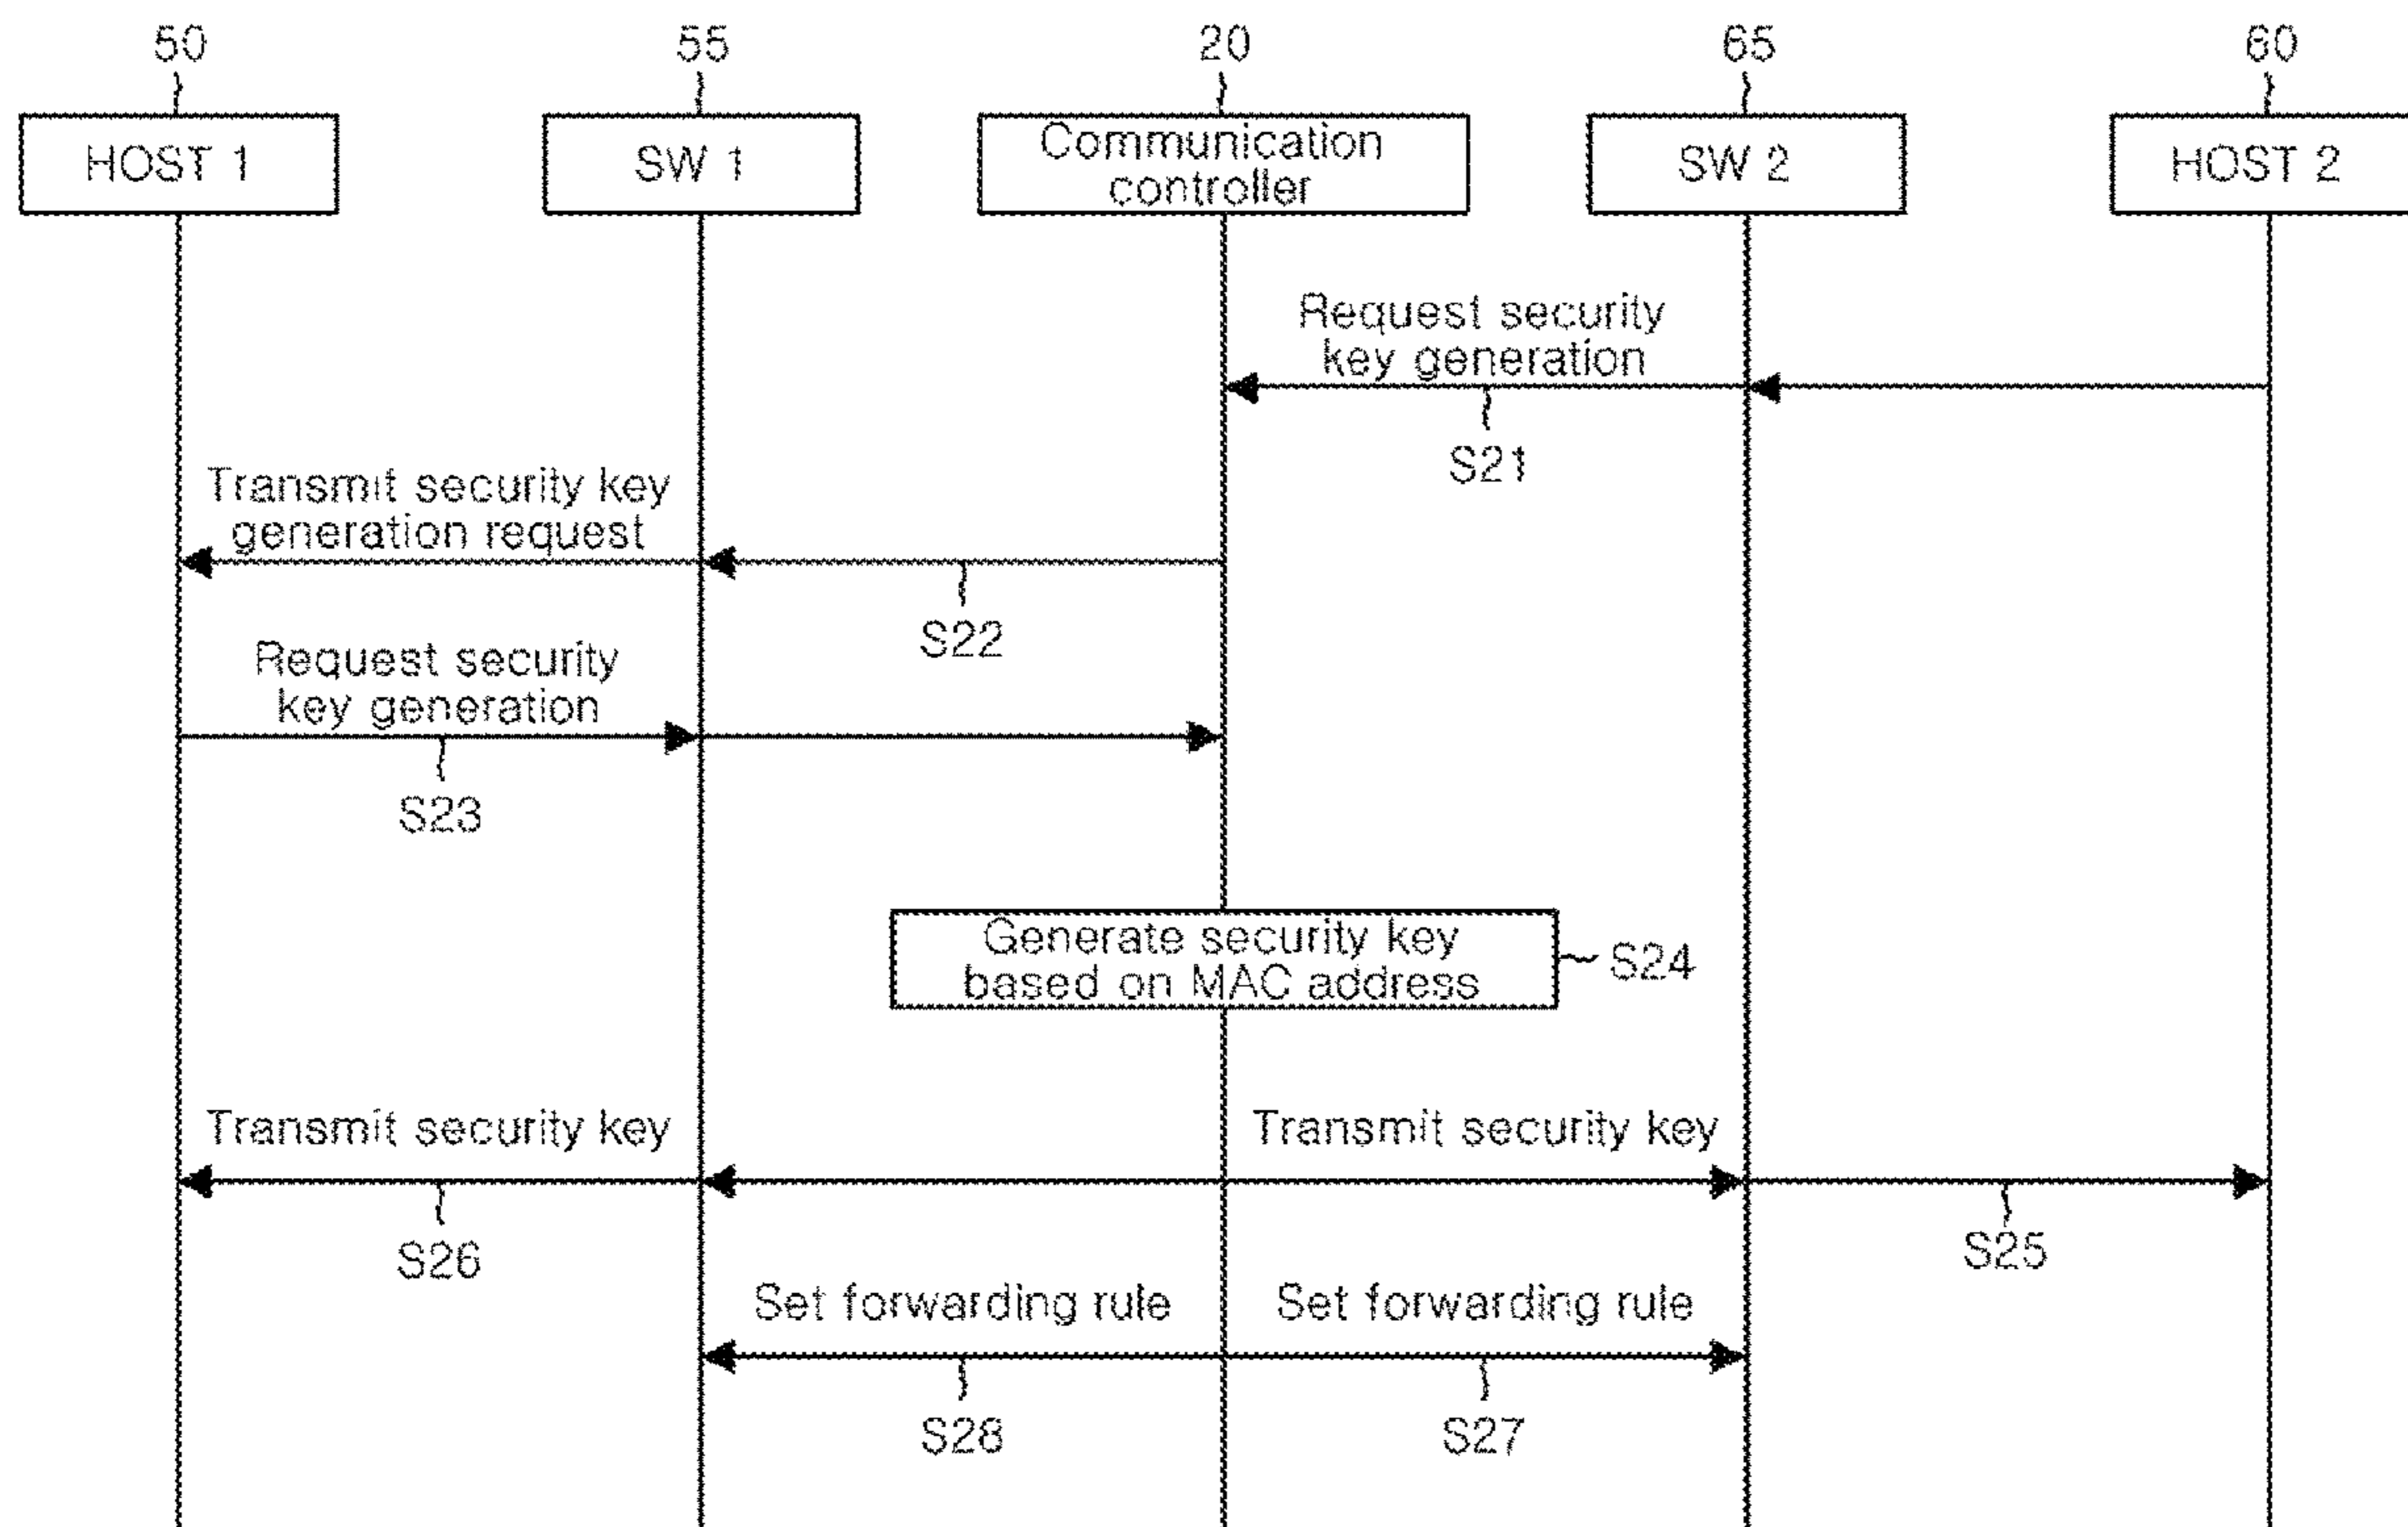 50
55
20
65
60
HOST 1
SW 1
Communication
controller
SW 2
HOST 2
Request security
key generation
S21
Transmit security key
generation request
S22
Request security
key generation
S23
Generate security key
based on MAC address
S24
Transmit security key
Transmit security key
S26
S25
Set forwarding rule
Set forwarding rule
S28
S27